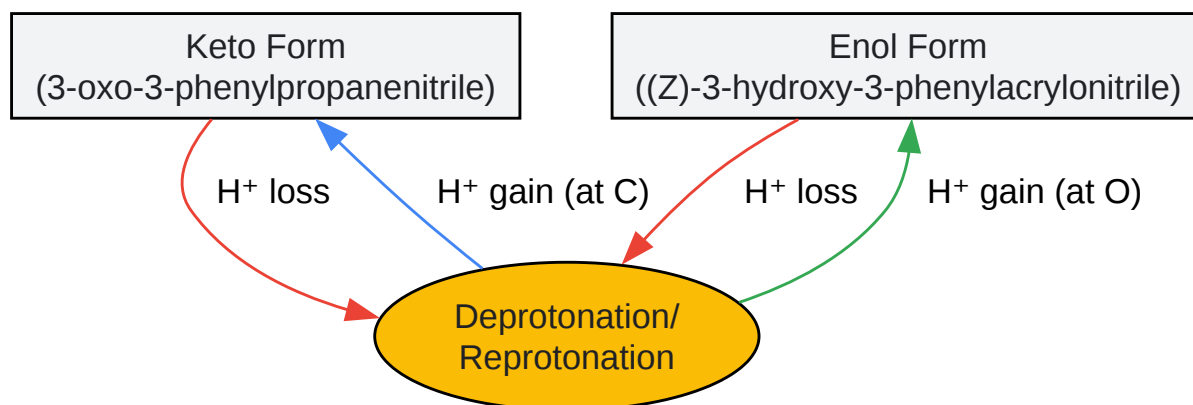 Keto Form
(3-oxo-3-phenylpropanenitrile)
Enol Form
((Z)-3-hydroxy-3-phenylacrylonitrile)
H⁺ loss
H⁺ gain (at C)
H⁺ loss
H⁺ gain (at O)
Deprotonation/
Reprotonation